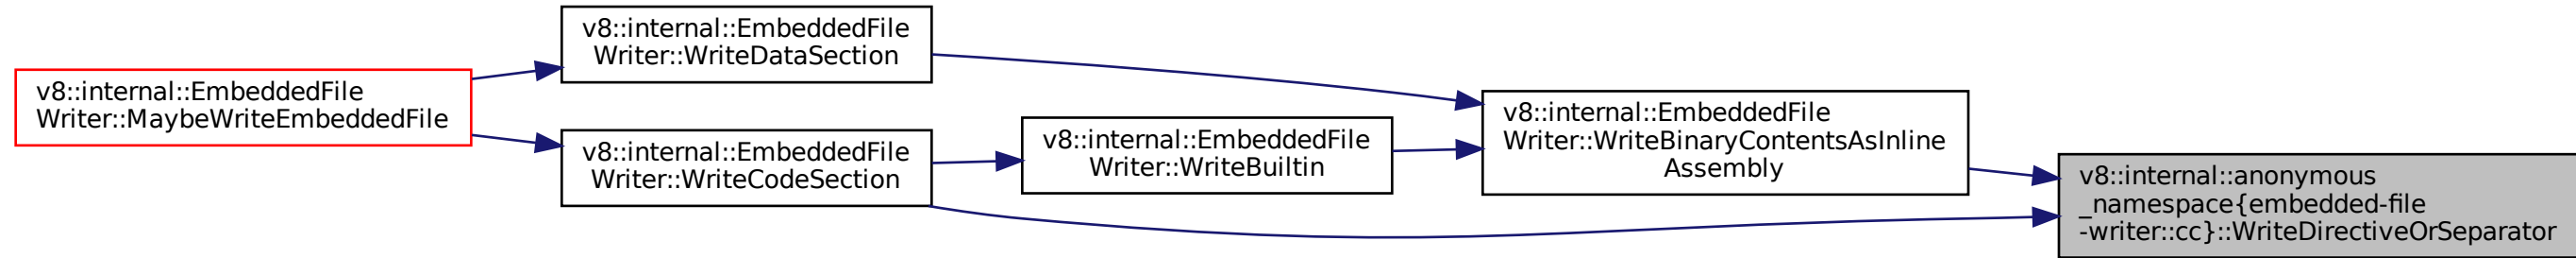 v8::internal::EmbeddedFile
Writer::MaybeWriteEmbeddedFile
v8::internal::EmbeddedFile
Writer::WriteDataSection
v8::internal::EmbeddedFile
Writer::WriteCodeSection
v8::internal::EmbeddedFile
Writer::WriteBuiltin
v8::internal::EmbeddedFile
Writer::WriteBinaryContentsAsInline
Assembly
v8::internal::anonymous
_namespace{embedded-file
-writer::cc}::WriteDirectiveOrSeparator